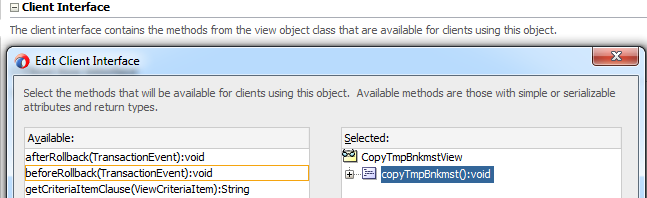 Client Interface
The client interface contains the methods from the view object class that are available for clients using this object.
Edit Client Interface
Select the methods that will be available for clients using this object. Available methods are those with simple or serializable
attributes and return types.
Available:
afterRollback(TransactionEvent):void
beforeRollback(TransactionEvent):void
getCriteriaItemClause(ViewCriteriaItem):String
Selected:
CopyTmpBnkmstView
copyTmpBnkmst():void